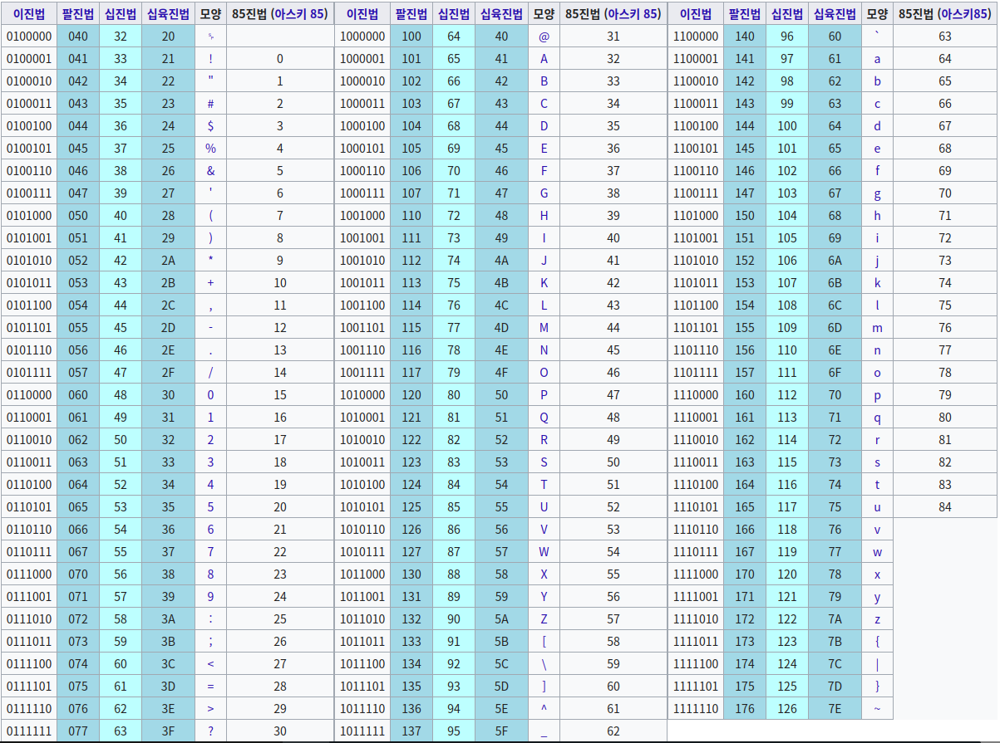 이진법 팔진법 십진법 십육진법 모양 85진법 (아스키 85) 이진법 팔진법 십진법 십육진법 모양 85진법 (아스키 85) 이진법 팔진법 십진법 십육진법 모양 85진법 (아스키85)
0100000 040 32 20 ␠ 1000000 100 64 40 @ 31 1100000 140 96 60 ` 63
0100001 041 33 21 ! 0 1000001 101 65 41 A 32 1100001 141 97 61 a 64
0100010 042 34 22 " 1 1000010 102 66 42 B 33 1100010 142 98 62 b 65
0100011 043 35 23 # 2 1000011 103 67 43 C 34 1100011 143 99 63 c 66
0100100 044 36 24 $ 3 1000100 104 68 44 D 35 1100100 144 100 64 d 67
0100101 045 37 25 % 4 1000101 105 69 45 E 36 1100101 145 101 65 e 68
0100110 046 38 26 & 5 1000110 106 70 46 F 37 1100110 146 102 66 f 69
0100111 047 39 27 ' 6 1000111 107 71 47 G 38 1100111 147 103 67 g 70
0101000 050 40 28 ( 7 1001000 110 72 48 H 39 1101000 150 104 68 h 71
0101001 051 41 29 ) 8 1001001 111 73 49 I 40 1101001 151 105 69 i 72
0101010 052 42 2A * 9 1001010 112 74 4A J 41 1101010 152 106 6A j 73
0101011 053 43 2B + 10 1001011 113 75 4B K 42 1101011 153 107 6B k 74
0101100 054 44 2C , 11 1001100 114 76 4C L 43 1101100 154 108 6C l 75
0101101 055 45 2D - 12 1001101 115 77 4D M 44 1101101 155 109 6D m 76
0101110 056 46 2E . 13 1001110 116 78 4E N 45 1101110 156 110 6E n 77
0101111 057 47 2F / 14 1001111 117 79 4F O 46 1101111 157 111 6F o 78
0110000 060 48 30 0 15 1010000 120 80 50 P 47 1110000 160 112 70 p 79
0110001 061 49 31 1 16 1010001 121 81 51 Q 48 1110001 161 113 71 q 80
0110010 062 50 32 2 17 1010010 122 82 52 R 49 1110010 162 114 72 r 81
0110011 063 51 33 3 18 1010011 123 83 53 S 50 1110011 163 115 73 s 82
0110100 064 52 34 4 19 1010100 124 84 54 T 51 1110100 164 116 74 t 83
0110101 065 53 35 5 20 1010101 125 85 55 U 52 1110101 165 117 75 u 84
0110110 066 54 36 6 21 1010110 126 86 56 V 53 1110110 166 118 76 v
0110111 067 55 37 7 22 1010111 127 87 57 W 54 1110111 167 119 77 w
0111000 070 56 38 8 23 1011000 130 88 58 X 55 1111000 170 120 78 x
0111001 071 57 39 9 24 1011001 131 89 59 Y 56 1111001 171 121 79 y
0111010 072 58 3A : 25 1011010 132 90 5A Z 57 1111010 172 122 7A z
0111011 073 59 3B ; 26 1011011 133 91 5B [ 58 1111011 173 123 7B {
0111100 074 60 3C < 27 1011100 134 92 5C \ 59 1111100 174 124 7C |
0111101 075 61 3D = 28 1011101 135 93 5D ] 60 1111101 175 125 7D }
0111110 076 62 3E > 29 1011110 136 94 5E ^ 61 1111110 176 126 7E ~
0111111 077 63 3F ? 30 1011111 137 95 5F _ 62